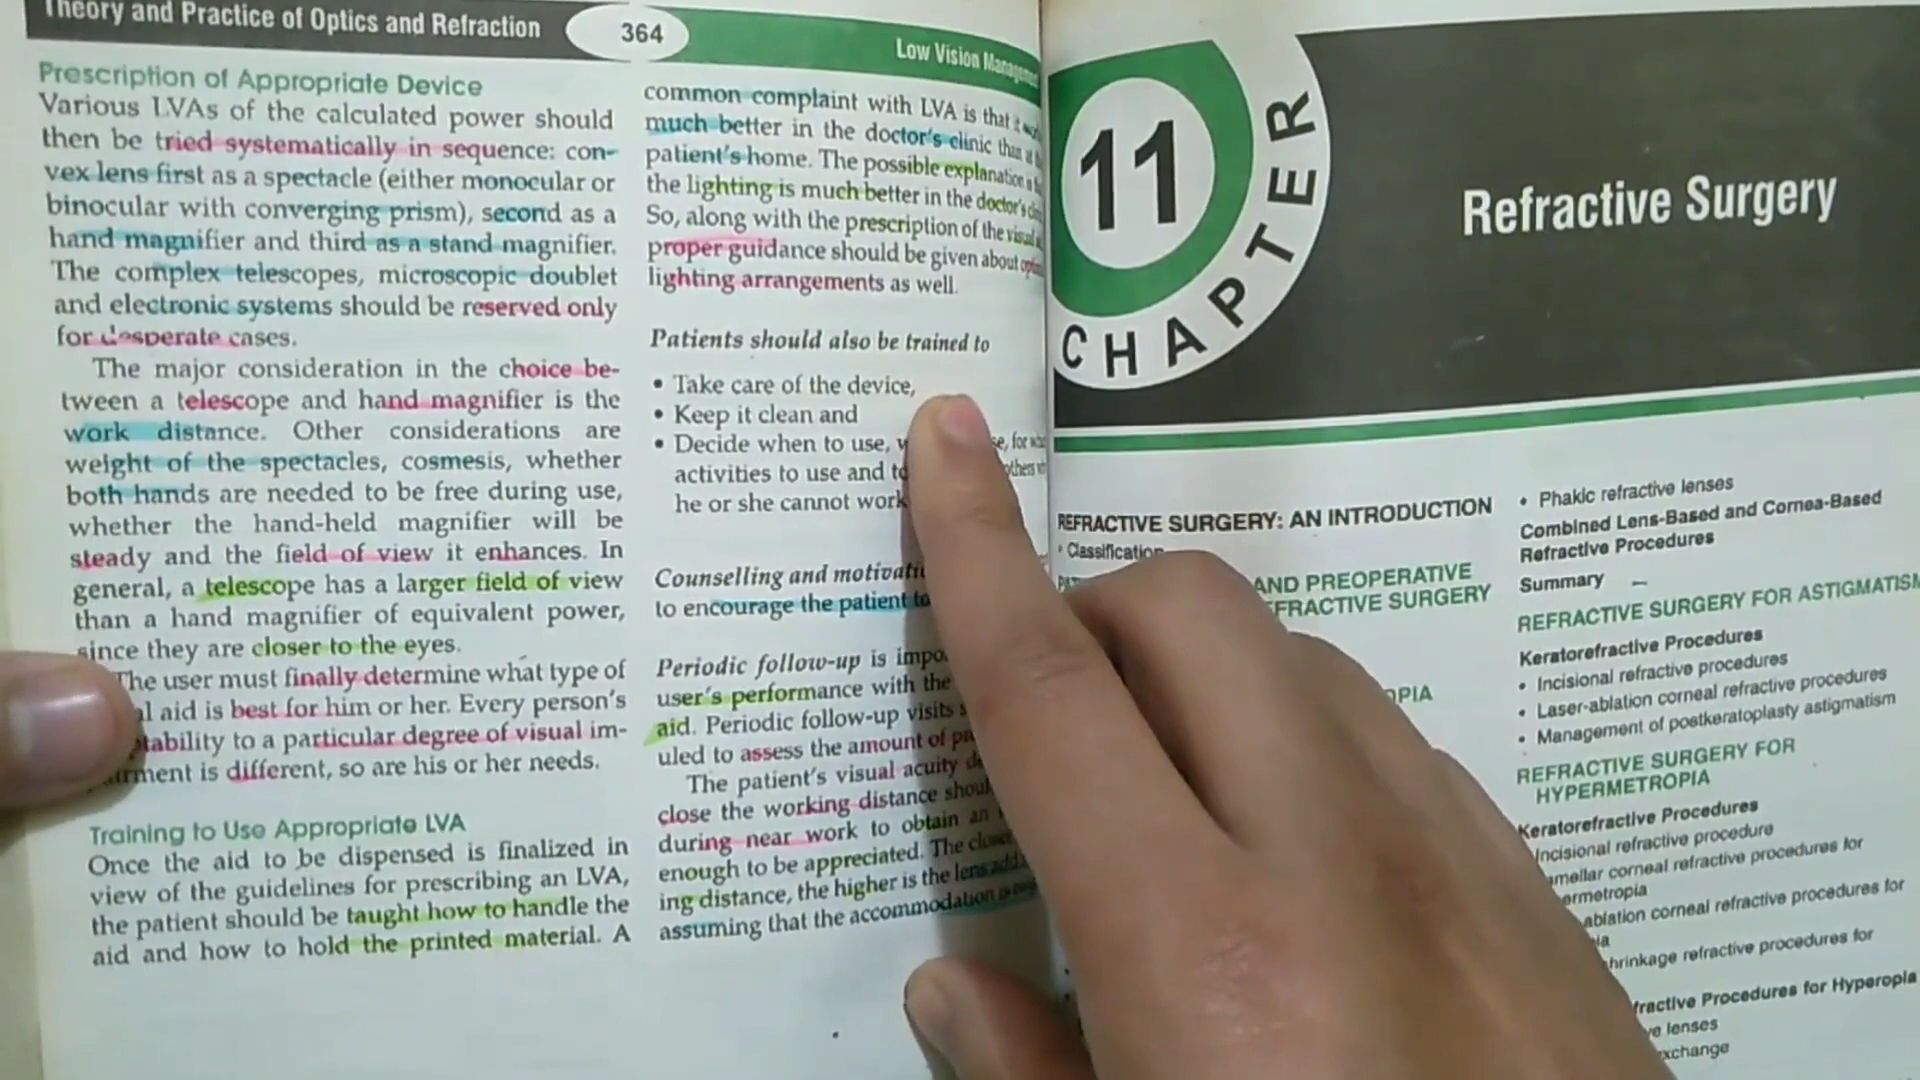 Theory and Practice of Optics and Refraction
364
Low Vision
Prescription of Appropriate Device
Various LVAs of the calculated power should
then be tried systematically in sequence: con-
vex lens first as a spectacle (either monocular or
binocular with converging prism), second as a
hand magnifier and third as a stand magnifier.
The complex telescopes, microscopic doublet
and electronic systems should be reserved only
for desperate cases.
The major consideration in the choice be-
tween a telescope and hand magnifier is the
work distance. Other considerations are
weight of the spectacles, cosmesis, whether
both hands are needed to be free during use,
whether the hand-held magnifier will be
steady and the field of view it enhances. In
general, a telescope has a larger field of view
than a hand magnifier of equivalent power,
since they are closer to the eyes.
The user must finally determine what type of
aid is best for him or her. Every person's
to a particular degree of visual im-
is different, so are his or her needs.
Training to Use Appropriate LVA
Once the aid to be dispensed is finalized in
view of the guidelines for prescribing an LVA,
the patient should be taught how to handle the
aid and how to hold the printed material. A
common complaint with LVA is that it
much better in the doctor's clinic than at
patient's home. The possible explanation is
the lighting is much better in the doctor's
So, along with the prescription of the visual
proper guidance should be given about
lighting arrangements as well.
Patients should also be trained to
• Take care of the device,
• Keep it clean and
• Decide when to use,
activities to use and
he or she cannot work
Counselling and
to encourage the patient to
Periodic follow-up is
user's performance with the
aid. Periodic follow-up visits
uled to assess the amount of
The patient's visual acuity
close the working distance
during near work to obtain an
enough to be appreciated. The
ing distance, the higher is the lens
assuming that the accommodation
11
CHAPTER
Refractive Surgery
REFRACTIVE SURGERY: AN INTRODUCTION
• Classification
AND PREOPERATIVE
REFRACTIVE SURGERY
• Phakic refractive lenses
Combined Lens-Based and Cornea-Based
Refractive Procedures
Summary
REFRACTIVE SURGERY FOR ASTIGMATISM
Keratorefractive Procedures
• Incisional refractive procedures
• Laser-ablation corneal refractive procedures
• Management of postkeratoplasty astigmatism
REFRACTIVE SURGERY FOR
HYPERMETROPIA
Keratorefractive Procedures
Incisional refractive procedure
corneal refractive procedures for
ablation corneal refractive procedures for
refractive procedures for
Procedures for Hyperopia
lenses